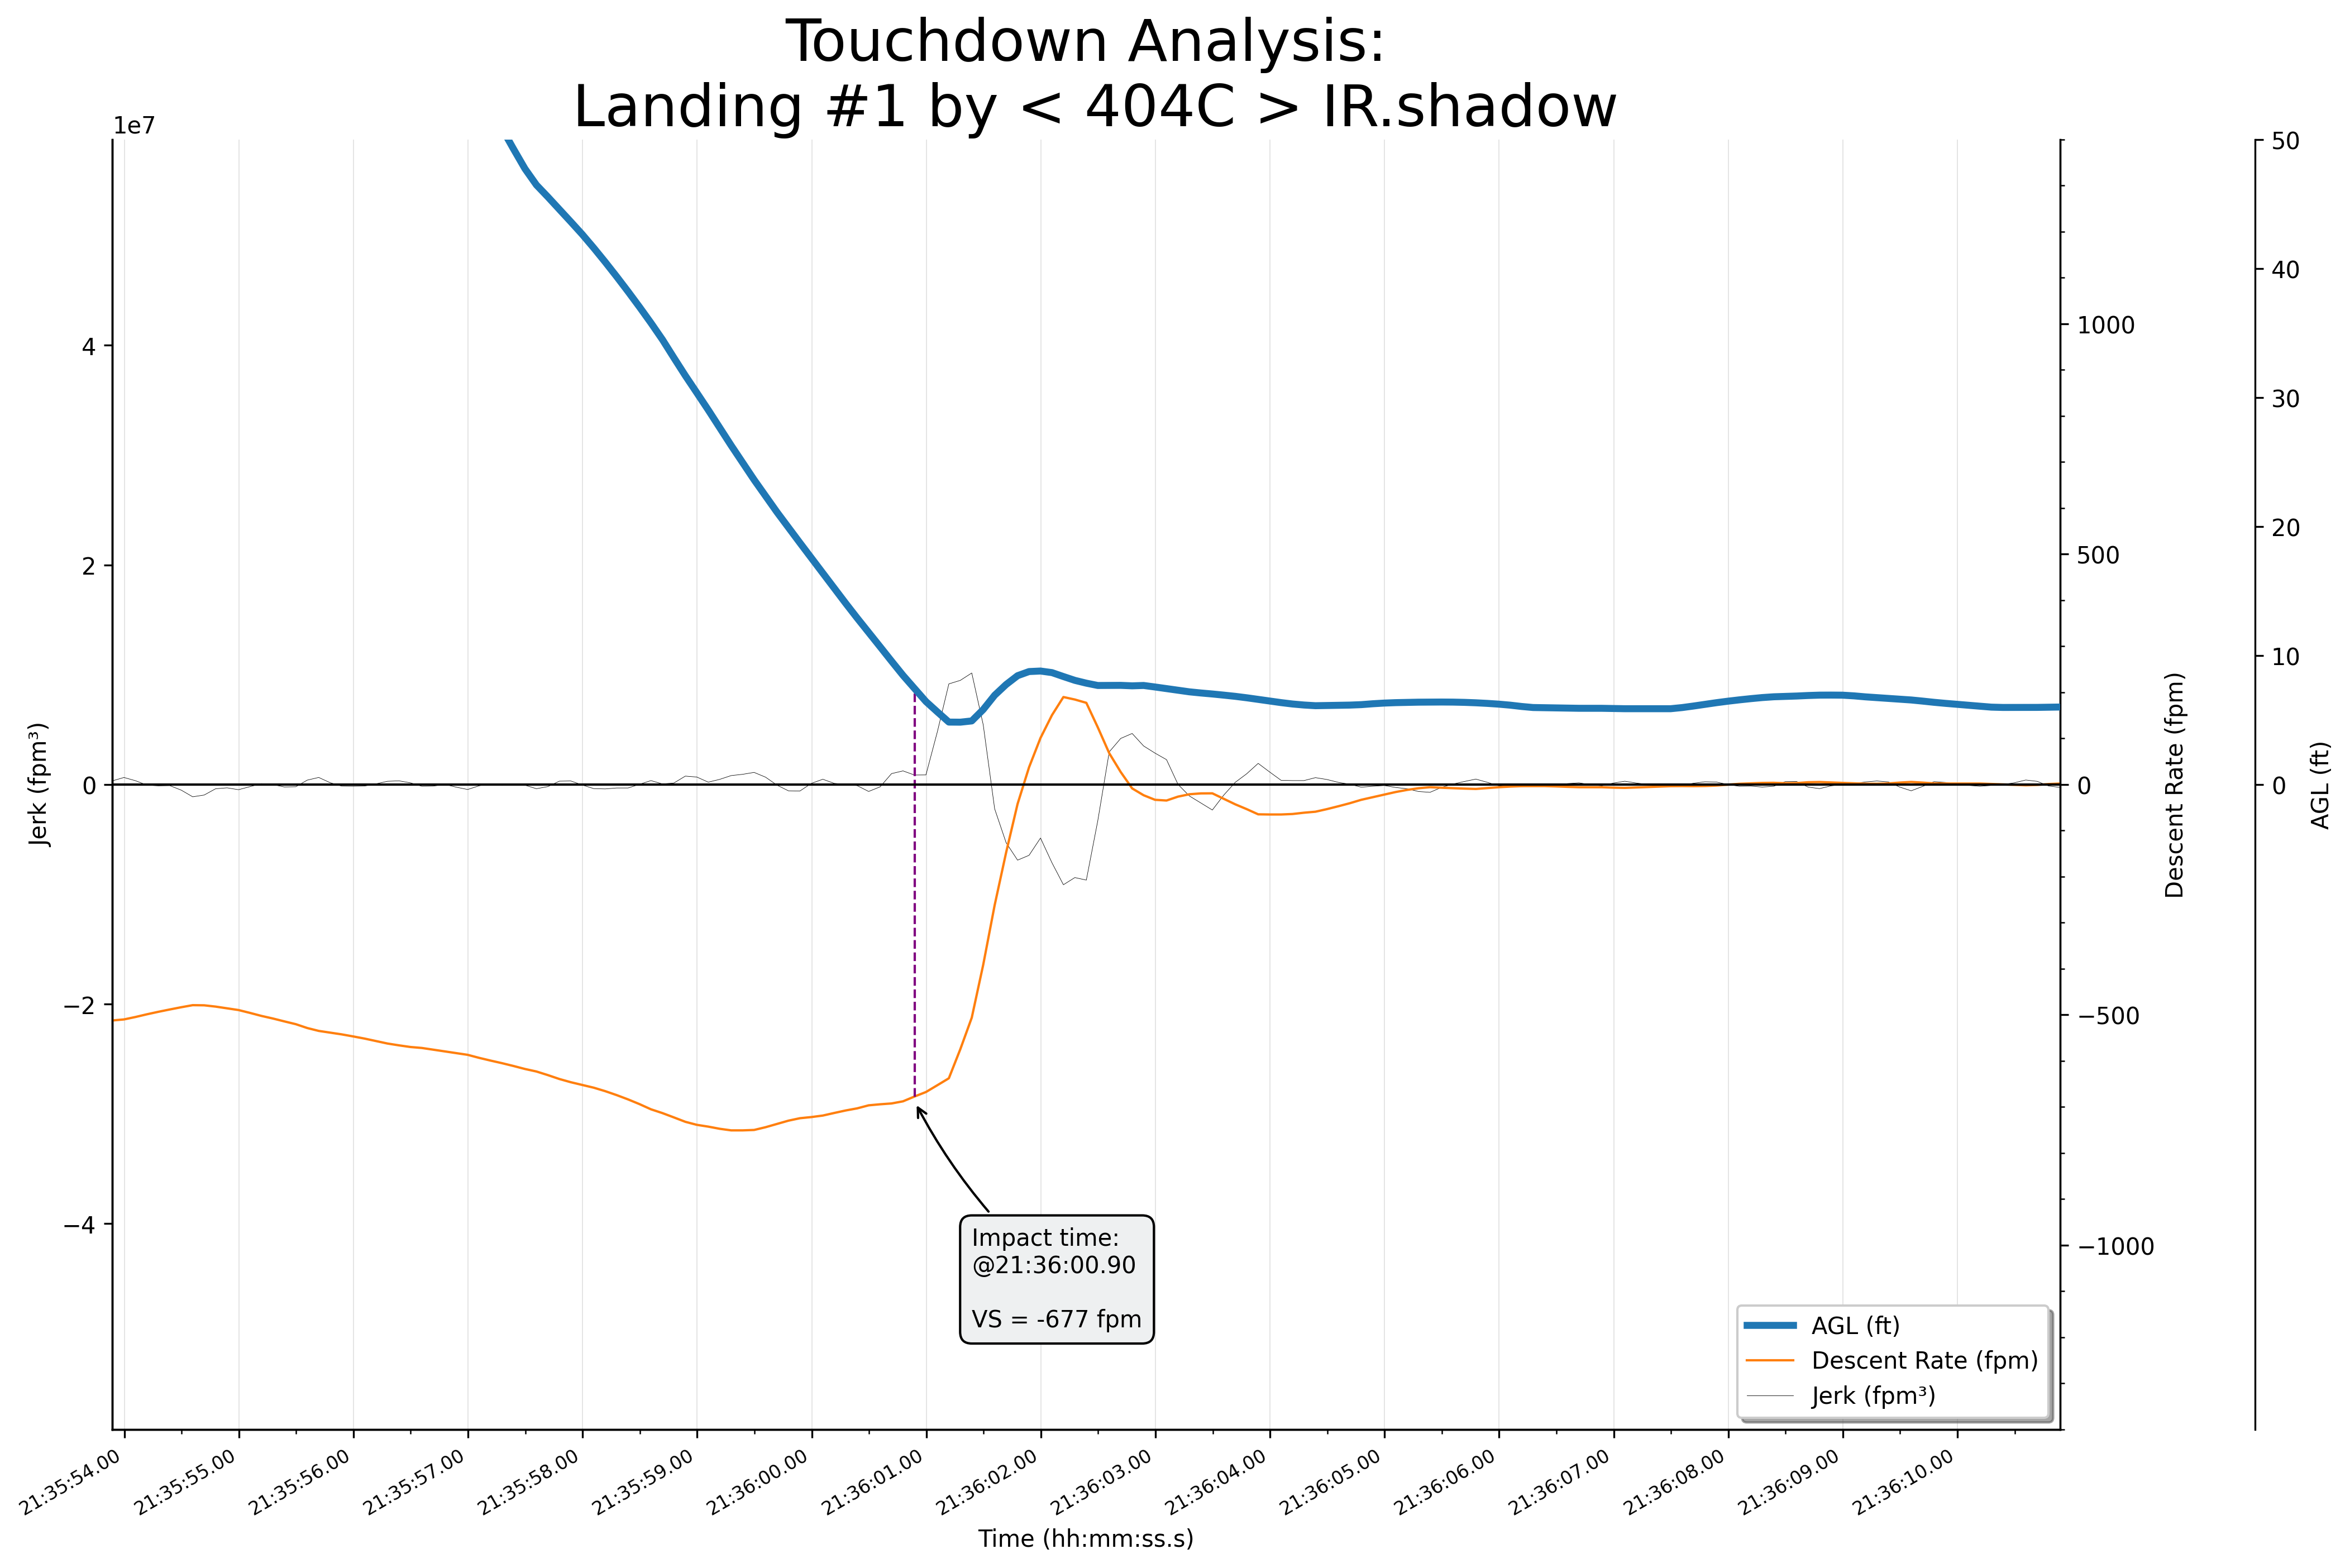 Touchdown Analysis:
Landing #1 by < 404C > IR.shadow
1e7
4
2
0
−2
−4
Jerk (fpm³)
1000
500
0
−500
−1000
Descent Rate (fpm)
50
40
30
20
10
0
AGL (ft)
Impact time:
@21:36:00.90
VS = -677 fpm
AGL (ft)
Descent Rate (fpm)
Jerk (fpm³)
21:35:54.00
21:35:55.00
21:35:56.00
21:35:57.00
21:35:58.00
21:35:59.00
21:36:00.00
21:36:01.00
21:36:02.00
21:36:03.00
21:36:04.00
21:36:05.00
21:36:06.00
21:36:07.00
21:36:08.00
21:36:09.00
21:36:10.00
Time (hh:mm:ss.s)